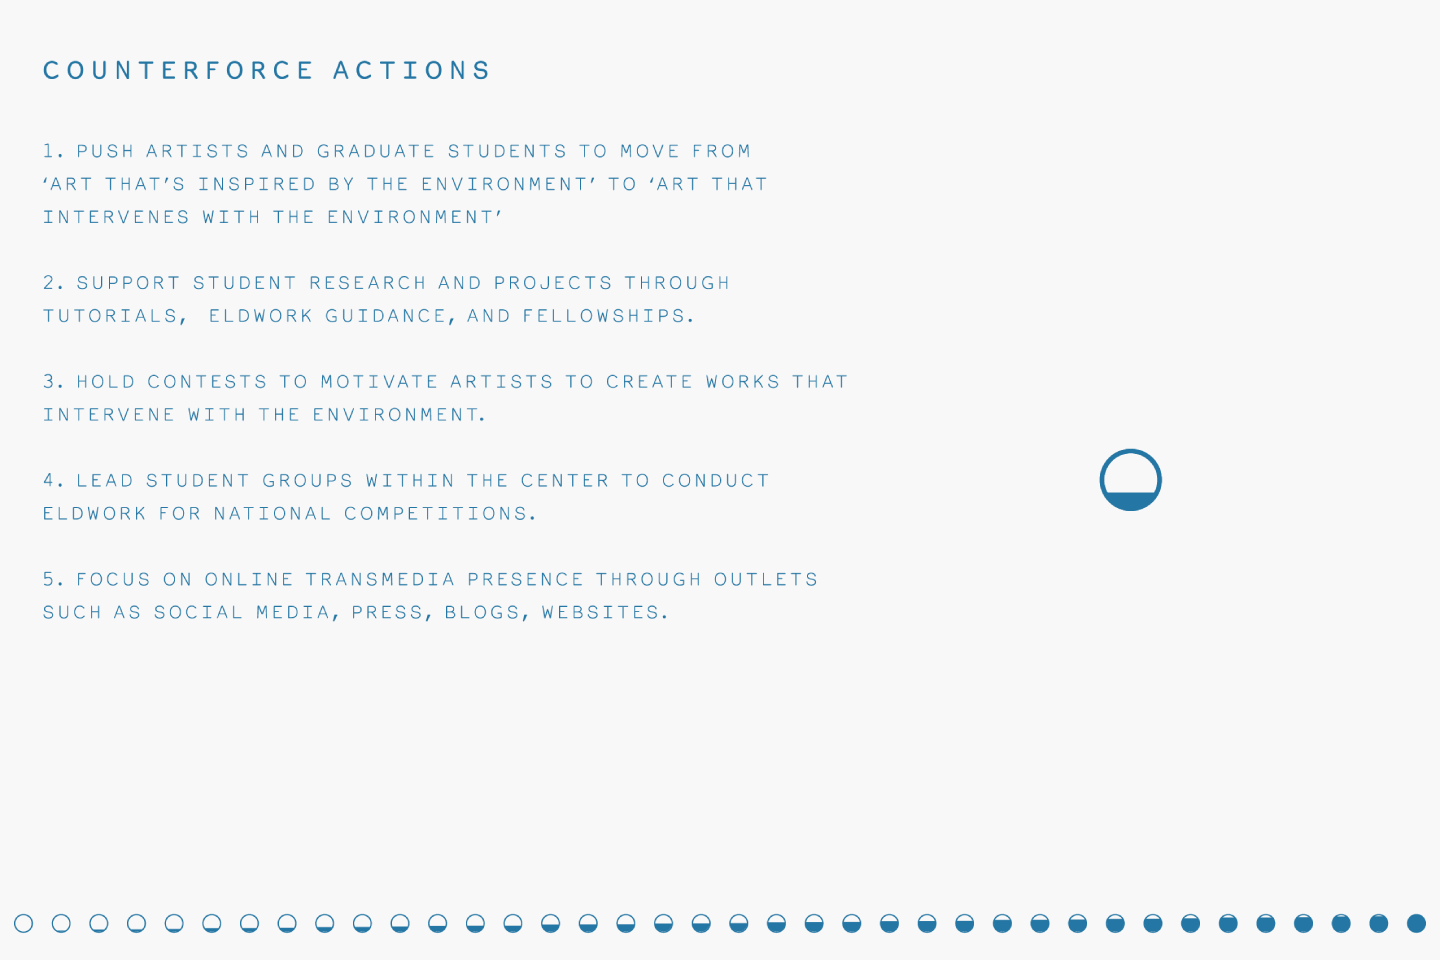 COUNTERFORCE ACTIONS
1. PUSH ARTISTS AND GRADUATE STUDENTS TO MOVE FROM
‘ART THAT’S INSPIRED BY THE ENVIRONMENT’ TO ‘ART THAT
INTERVENES WITH THE ENVIRONMENT’
2. SUPPORT STUDENT RESEARCH AND PROJECTS THROUGH
TUTORIALS, ELDWORK GUIDANCE, AND FELLOWSHIPS.
3. HOLD CONTESTS TO MOTIVATE ARTISTS TO CREATE WORKS THAT
INTERVENE WITH THE ENVIRONMENT.
4. LEAD STUDENT GROUPS WITHIN THE CENTER TO CONDUCT
ELDWORK FOR NATIONAL COMPETITIONS.
5. FOCUS ON ONLINE TRANSMEDIA PRESENCE THROUGH OUTLETS
SUCH AS SOCIAL MEDIA, PRESS, BLOGS, WEBSITES.